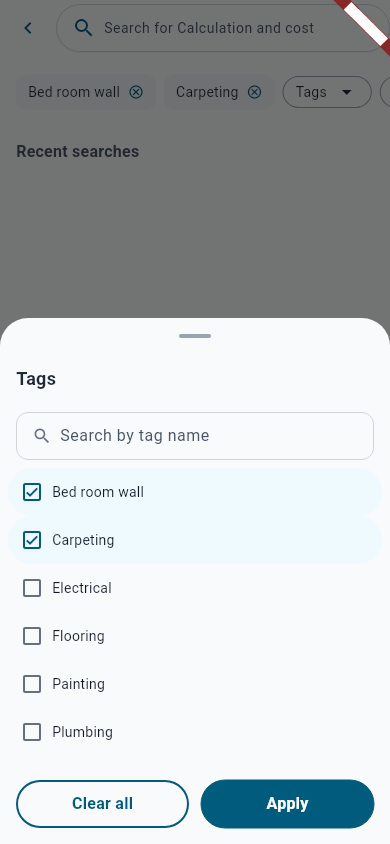 Search for Calculation and cost
Bed room wall
Carpeting
Tags
Recent searches
Tags
Search by tag name
Bed room wall
Carpeting
Electrical
Flooring
Painting
Plumbing
Clear all
Apply